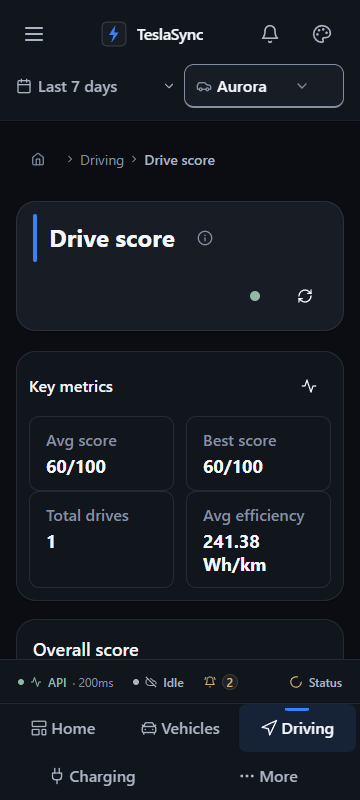 TeslaSync
Last 7 days
Aurora
Driving
Drive score
Drive score
Key metrics
Avg score
60/100
Best score
60/100
Total drives
1
Avg efficiency
241.38
Wh/km
Overall score
API · 200ms
Idle
2
Status
Home
Vehicles
Driving
Charging
More